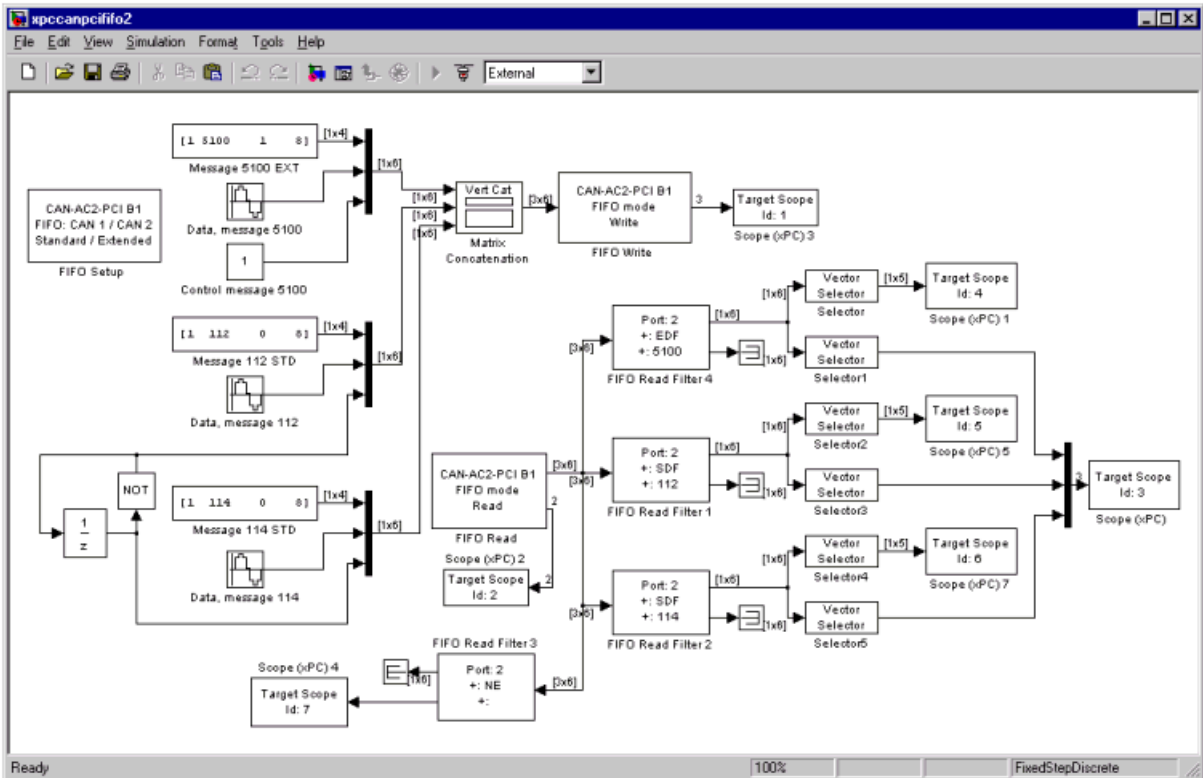 xpccanpcififo2
File Edit View Simulation Format Tools Help
External
[1 5100 1 8]
[1x4]
Message 5100 EXT
[1x6]
Data, message 5100
1
Control message 5100
CAN-AC2-PCI B1
FIFO: CAN 1 / CAN 2
Standard / Extended
FIFO Setup
[1x6]
[1x6]
[1x6]
Vert Cat
Matrix
Concatenation
[3x6]
CAN-AC2-PCI B1
FIFO mode
Write
FIFO Write
3
Target Scope
Id: 1
Scope (xPC) 3
[1 112 0 8]
[1x4]
Message 112 STD
[1x6]
Data, message 112
NOT
1
z
[1 114 0 8]
[1x4]
Message 114 STD
[1x6]
Data, message 114
CAN-AC2-PCI B1
FIFO mode
Read
FIFO Read
[3x6]
[3x6]
2
Scope (xPC) 2
Target Scope
Id: 2
2
[3x6]
Port: 2
+: EDF
+: 5100
FIFO Read Filter 4
[1x6]
[1x6]
[1x6]
Vector
Selector
Selector
[1x5]
Target Scope
Id: 4
Scope (xPC) 1
Vector
Selector
Selector1
Port: 2
+: SDF
+: 112
FIFO Read Filter 1
[1x6]
[1x6]
[1x6]
Vector
Selector
Selector2
[1x5]
Target Scope
Id: 5
Scope (xPC) 5
Vector
Selector
Selector3
3
Target Scope
Id: 3
Scope (xPC)
[3x6]
Port: 2
+: SDF
+: 114
FIFO Read Filter 2
[1x6]
[1x6]
[1x6]
Vector
Selector
Selector4
[1x5]
Target Scope
Id: 6
Scope (xPC) 7
Vector
Selector
Selector5
FIFO Read Filter 3
Port: 2
+: NE
+:
[3x6]
[1x6]
Scope (xPC) 4
Target Scope
Id: 7
Ready
100%
FixedStepDiscrete